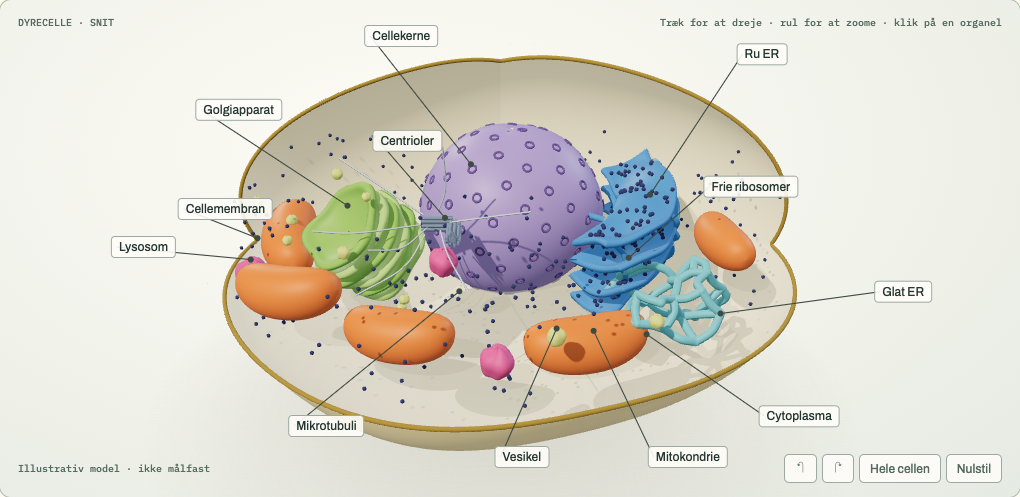 DYRECELLE · SNIT
Træk for at dreje · rul for at zoome · klik på en organel
Cellekerne
Ru ER
Golgiapparat
Centrioler
Frie ribosomer
Cellemembran
Lysosom
Glat ER
Cytoplasma
Mikrotubuli
Vesikel
Mitokondrie
Illustrativ model · ikke målfast
Hele cellen
Nulstil